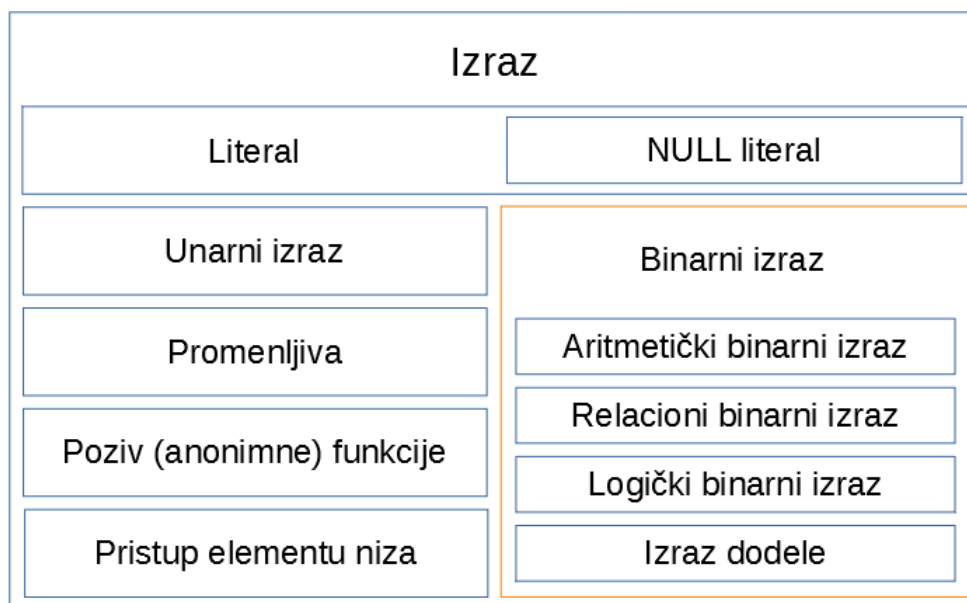 Izraz
Literal
NULL literal
Unarni izraz
Promenljiva
Poziv (anonimne) funkcije
Pristup elementu niza
Binarni izraz
Aritmetički binarni izraz
Relacioni binarni izraz
Logički binarni izraz
Izraz dodele